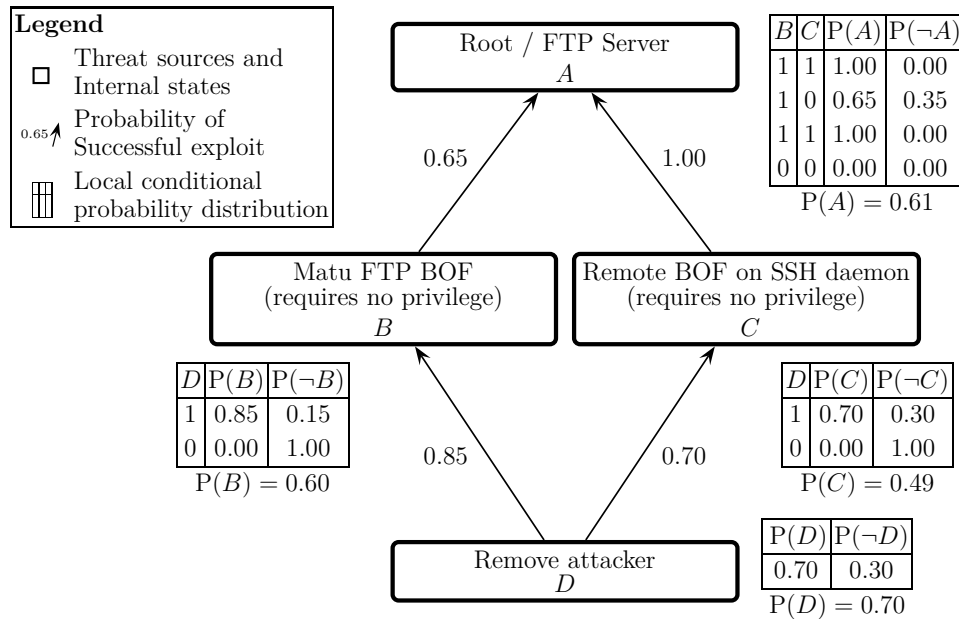 Legend
Threat sources and
Internal states
0.65
Probability of
Successful exploit
Local conditional
probability distribution
Root / FTP Server
A
B C P(A) P(¬A)
1 1 1.00 0.00
1 0 0.65 0.35
1 1 1.00 0.00
0 0 0.00 0.00
P(A) = 0.61
0.65
1.00
Matu FTP BOF
(requires no privilege)
B
Remote BOF on SSH daemon
(requires no privilege)
C
D P(B) P(¬B)
1 0.85 0.15
0 0.00 1.00
P(B) = 0.60
0.85
0.70
D P(C) P(¬C)
1 0.70 0.30
0 0.00 1.00
P(C) = 0.49
Remove attacker
D
P(D) P(¬D)
0.70 0.30
P(D) = 0.70